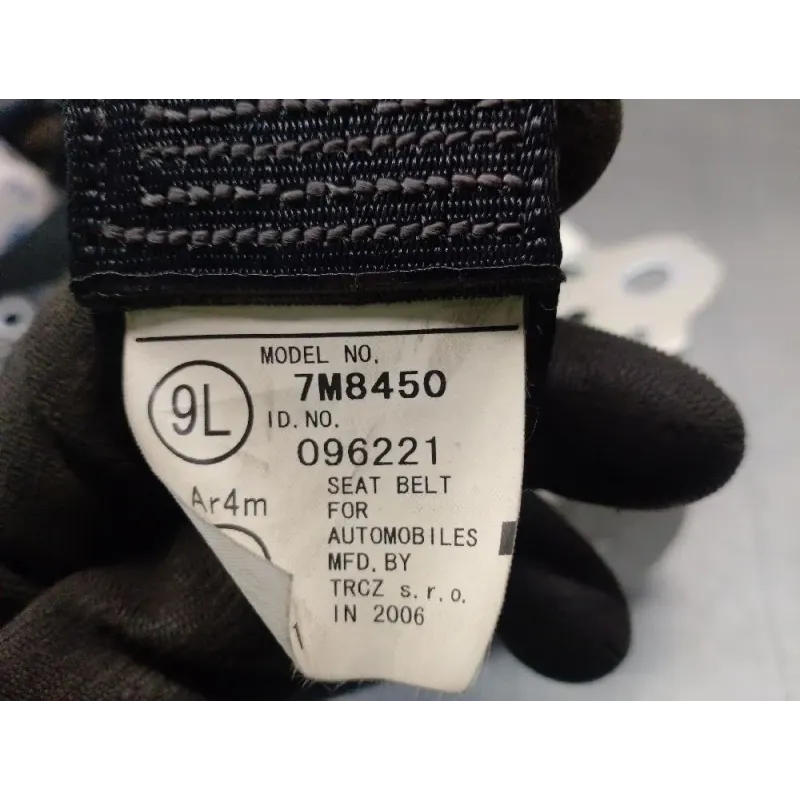 MODEL NO.
7M8450
9L
ID. NO.
096221
Ar4m
SEAT BELT
FOR
AUTOMOBILES
MFD. BY
TRCZ s.r.o.
IN 2006